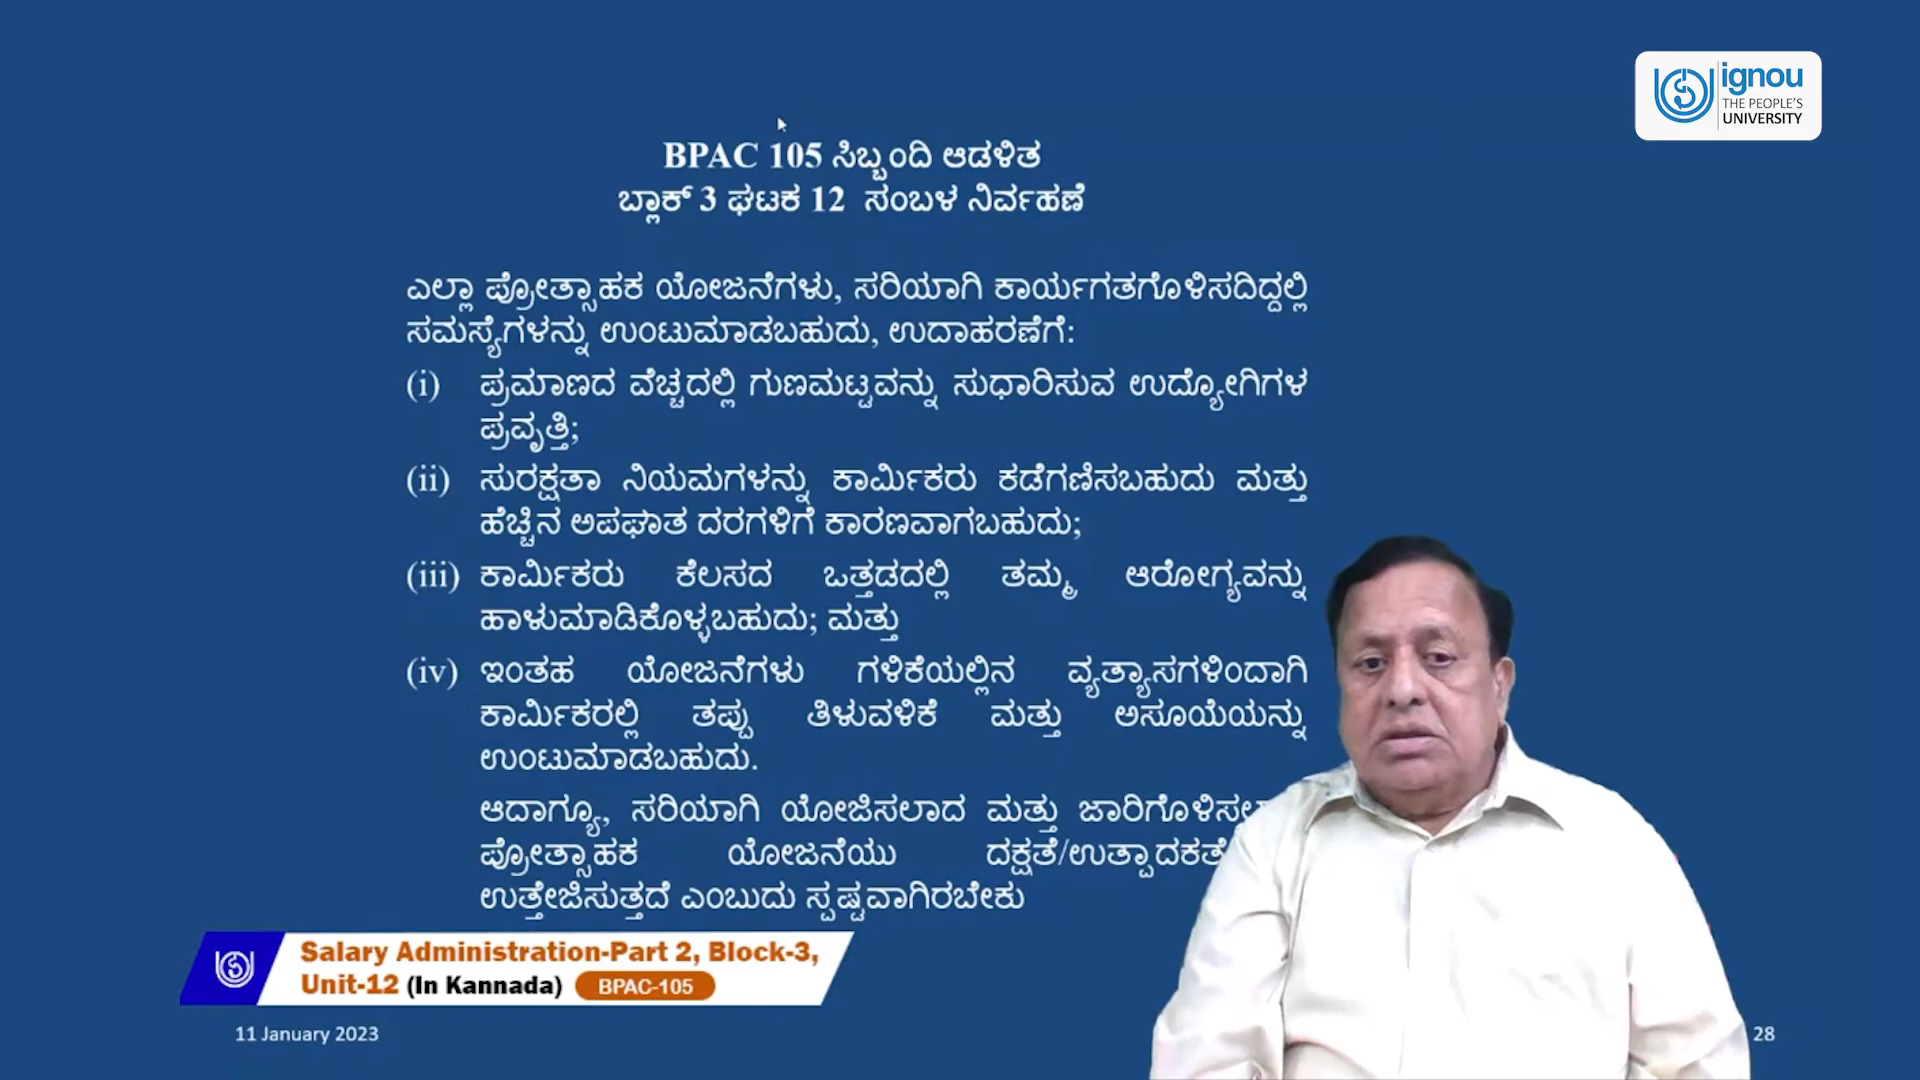 ignou
THE PEOPLE'S
UNIVERSITY
BPAC 105 ಸಿಬ್ಬಂದಿ ಆಡಳಿತ
ಬ್ಲಾಕ್ 3 ಘಟಕ 12 ಸಂಬಳ ನಿರ್ವಹಣೆ
ಎಲ್ಲಾ ಪ್ರೋತ್ಸಾಹಕ ಯೋಜನೆಗಳು, ಸರಿಯಾಗಿ ಕಾರ್ಯಗತಗೊಳಿಸದಿದ್ದಲ್ಲಿ
ಸಮಸ್ಯೆಗಳನ್ನು ಉಂಟುಮಾಡಬಹುದು, ಉದಾಹರಣೆಗೆ:
(i) ಪ್ರಮಾಣದ ವೆಚ್ಚದಲ್ಲಿ ಗುಣಮಟ್ಟವನ್ನು ಸುಧಾರಿಸುವ ಉದ್ಯೋಗಿಗಳ
ಪ್ರವೃತ್ತಿ;
(ii) ಸುರಕ್ಷತಾ ನಿಯಮಗಳನ್ನು ಕಾರ್ಮಿಕರು ಕಡೆಗಣಿಸಬಹುದು ಮತ್ತು
ಹೆಚ್ಚಿನ ಅಪಘಾತ ದರಗಳಿಗೆ ಕಾರಣವಾಗಬಹುದು;
(iii) ಕಾರ್ಮಿಕರು ಕೆಲಸದ ಒತ್ತಡದಲ್ಲಿ ತಮ್ಮ ಆರೋಗ್ಯವನ್ನು
ಹಾಳುಮಾಡಿಕೊಳ್ಳಬಹುದು; ಮತ್ತು
(iv) ಇಂತಹ ಯೋಜನೆಗಳು ಗಳಿಕೆಯಲ್ಲಿನ ವ್ಯತ್ಯಾಸಗಳಿಂದಾಗಿ
ಕಾರ್ಮಿಕರಲ್ಲಿ ತಪ್ಪು ತಿಳುವಳಿಕೆ ಮತ್ತು ಅಸೂಯೆಯನ್ನು
ಉಂಟುಮಾಡಬಹುದು.
ಆದಾಗ್ಯೂ, ಸರಿಯಾಗಿ ಯೋಜಿಸಲಾದ ಮತ್ತು
ಪ್ರೋತ್ಸಾಹಕ ಯೋಜನೆಯು
ಉತ್ತೇಜಿಸುತ್ತದೆ ಎಂಬುದು ಸ್ಪಷ್ಟವಾಗಿರಬೇಕು
Salary Administration-Part 2, Block-3,
Unit-12 (In Kannada) BPAC-105
11 January 2023
28